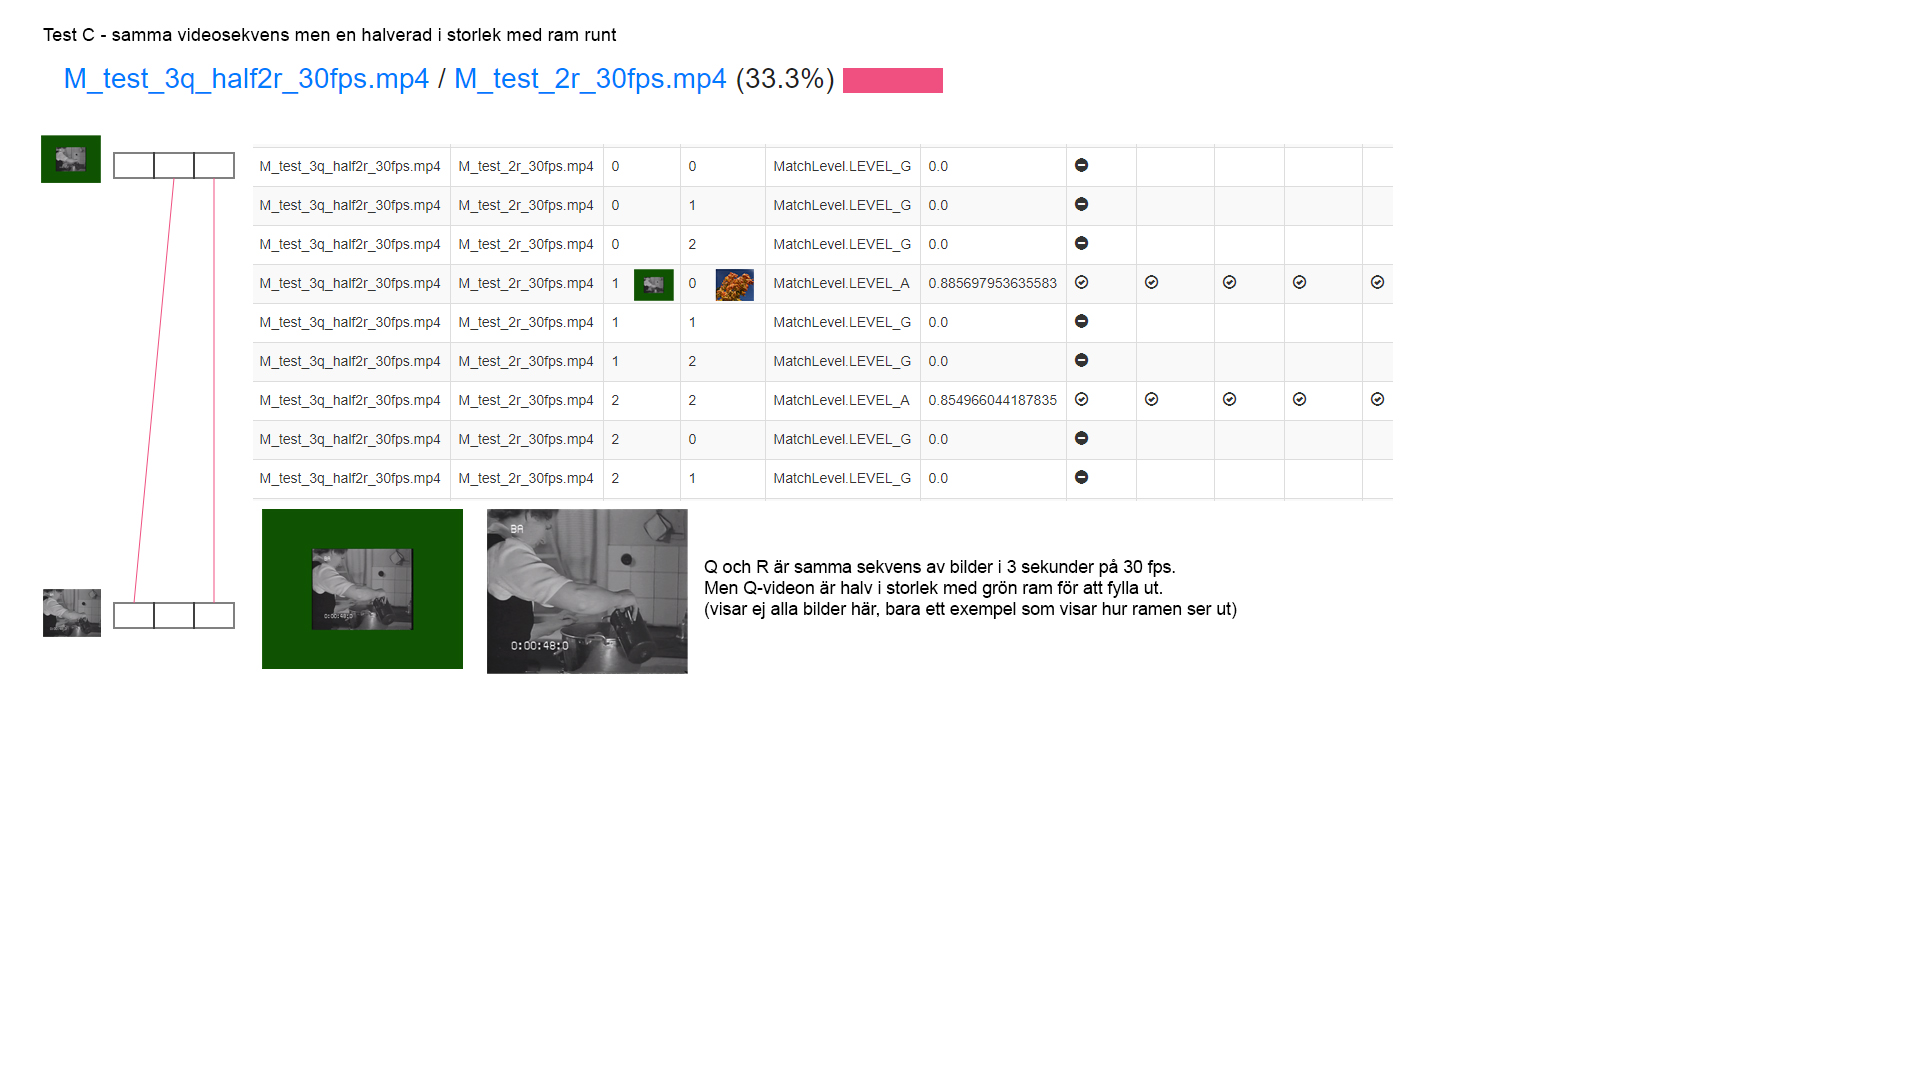 Test C - samma videosekvens men en halverad i storlek med ram runt
M_test_3q_half2r_30fps.mp4 / M_test_2r_30fps.mp4 (33.3%)
M_test_3q_half2r_30fps.mp4 M_test_2r_30fps.mp4 0 0 MatchLevel.LEVEL_G 0.0
M_test_3q_half2r_30fps.mp4 M_test_2r_30fps.mp4 0 1 MatchLevel.LEVEL_G 0.0
M_test_3q_half2r_30fps.mp4 M_test_2r_30fps.mp4 0 2 MatchLevel.LEVEL_G 0.0
M_test_3q_half2r_30fps.mp4 M_test_2r_30fps.mp4 1 0 MatchLevel.LEVEL_A 0.885697953635583
M_test_3q_half2r_30fps.mp4 M_test_2r_30fps.mp4 1 1 MatchLevel.LEVEL_G 0.0
M_test_3q_half2r_30fps.mp4 M_test_2r_30fps.mp4 1 2 MatchLevel.LEVEL_G 0.0
M_test_3q_half2r_30fps.mp4 M_test_2r_30fps.mp4 2 2 MatchLevel.LEVEL_A 0.854966044187835
M_test_3q_half2r_30fps.mp4 M_test_2r_30fps.mp4 2 0 MatchLevel.LEVEL_G 0.0
M_test_3q_half2r_30fps.mp4 M_test_2r_30fps.mp4 2 1 MatchLevel.LEVEL_G 0.0
BA
0:00:48:0
BA
0:00:48:0
Q och R är samma sekvens av bilder i 3 sekunder på 30 fps.
Men Q-videon är halv i storlek med grön ram för att fylla ut.
(visar ej alla bilder här, bara ett exempel som visar hur ramen ser ut)